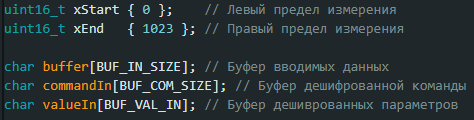 uint16_t xStart { 0 };    // Левый предел измерения
uint16_t xEnd   { 1023 }; // Правый предел измерения
char buffer[BUF_IN_SIZE]; // Буфер вводимых данных
char commandIn[BUF_COM_SIZE]; // Буфер дешифрованной команды
char valueIn[BUF_VAL_IN]; // Буфер дешиврованных параметров